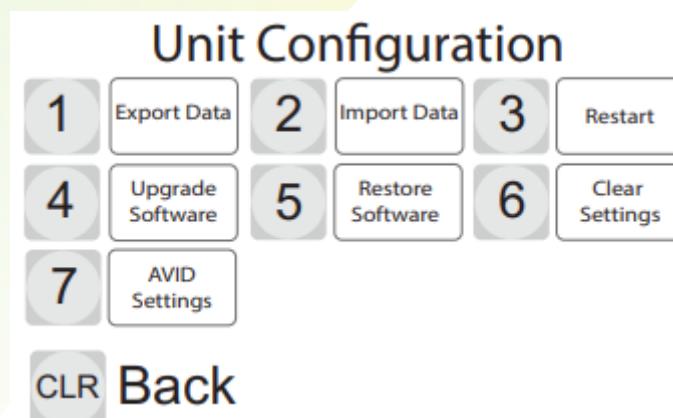 Unit Configuration
1 Export Data 2 Import Data 3 Restart
4 Upgrade Software 5 Restore Software 6 Clear Settings
7 AVID Settings
CLR Back